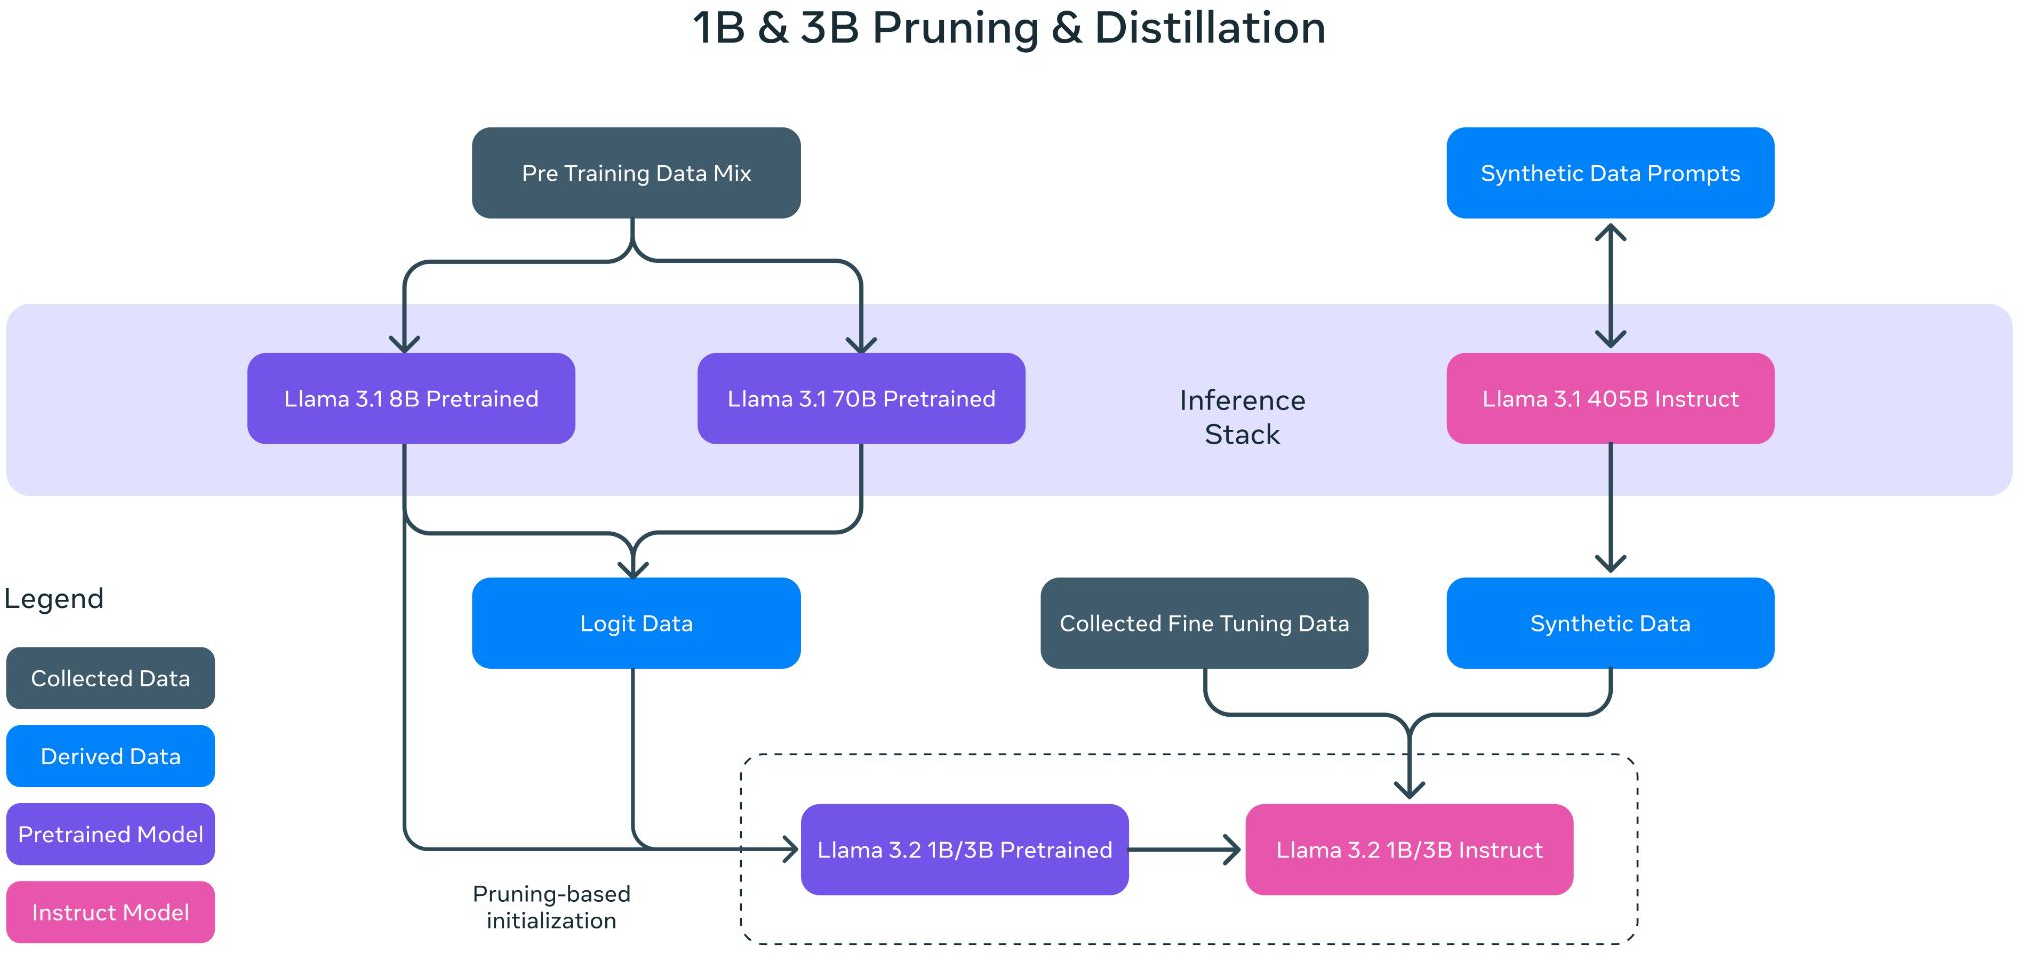 1B & 3B Pruning & Distillation
Pre Training Data Mix
Synthetic Data Prompts
Llama 3.1 8B Pretrained
Llama 3.1 70B Pretrained
Inference
Stack
Llama 3.1 405B Instruct
Logit Data
Collected Fine Tuning Data
Synthetic Data
Llama 3.2 1B/3B Pretrained
Llama 3.2 1B/3B Instruct
Pruning-based
initialization
Legend
Collected Data
Derived Data
Pretrained Model
Instruct Model